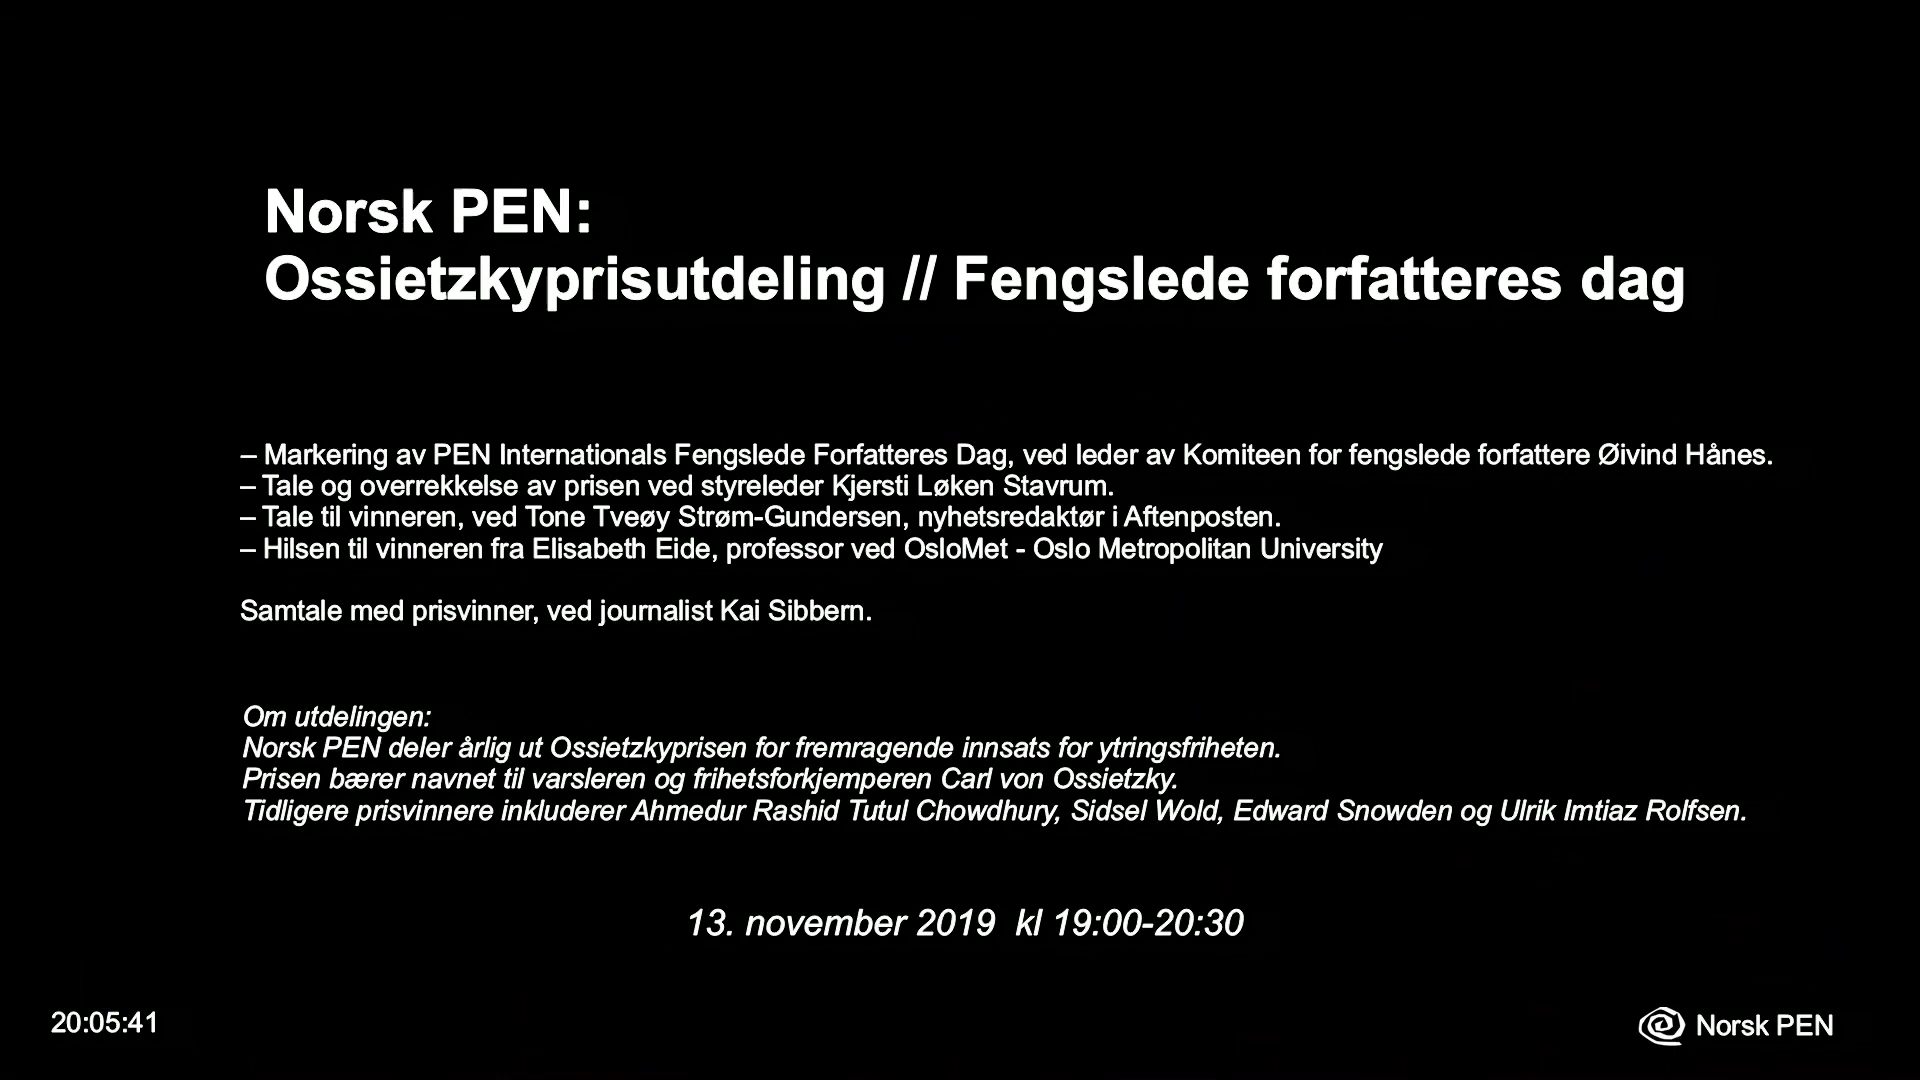 Norsk PEN:
Ossietzkyprisutdeling // Fengslede forfatteres dag
– Markering av PEN Internationals Fengslede Forfatteres Dag, ved leder av Komiteen for fengslede forfattere Øivind Hånes.
– Tale og overrekkelse av prisen ved styreleder Kjersti Løken Stavrum.
– Tale til vinneren, ved Tone Tveøy Strøm-Gundersen, nyhetsredaktør i Aftenposten.
– Hilsen til vinneren fra Elisabeth Eide, professor ved OsloMet - Oslo Metropolitan University
Samtale med prisvinner, ved journalist Kai Sibbern.
Om utdelingen:
Norsk PEN deler årlig ut Ossietzkyprisen for fremragende innsats for ytringsfriheten.
Prisen bærer navnet til varsleren og frihetsforkjemperen Carl von Ossietzky.
Tidligere prisvinnere inkluderer Ahmedur Rashid Tutul Chowdhury, Sidsel Wold, Edward Snowden og Ulrik Imtiaz Rolfsen.
13. november 2019  kl 19:00-20:30
20:05:41
Norsk PEN